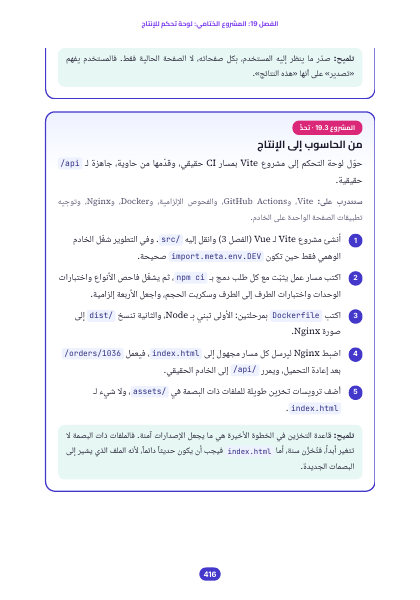 الفصل 19: المشروع الختامي: لوحة تحكم للإنتاج
تلميح: صدّر ما ينظر إليه المستخدم، بكل صفحاته، لا الصفحة الحالية فقط. فالمستخدم يفهم
«تصدير» على أنها «هذه النتائج».
المشروع 19.3 · تحدٍّ
من الحاسوب إلى الإنتاج
حوّل لوحة التحكم إلى مشروع Vite بمسار CI حقيقي، وقدّمها من حاوية، جاهزة لـ /api
حقيقية.
ستتدرب على: Vite، وGitHub Actions، والفحوص الإلزامية، وDocker، وNginx، وتوجيه
تطبيقات الصفحة الواحدة على الخادم.
1 أنشئ مشروع Vite لـ Vue (الفصل 3) وانقل إليه src/. وفي التطوير شغّل الخادم
الوهمي فقط حين تكون import.meta.env.DEV صحيحة.
2 اكتب مسار عمل يثبّت مع كل طلب دمج بـ npm ci، ثم يشغّل فاحص الأنواع واختبارات
الوحدات واختبارات الطرف إلى الطرف وسكريبت الحجم، واجعل الأربعة إلزامية.
3 اكتب Dockerfile بمرحلتين: الأولى تبني بـ Node، والثانية تنسخ dist/ إلى
صورة Nginx.
4 اضبط Nginx ليرسل كل مسار مجهول إلى index.html، فيعمل /orders/1036
بعد إعادة التحميل، ويمرر /api/ إلى الخادم الحقيقي.
5 أضف ترويسات تخزين طويلة للملفات ذات البصمة في assets/، ولا شيء لـ
index.html.
تلميح: قاعدة التخزين في الخطوة الأخيرة هي ما يجعل الإصدارات آمنة. فالملفات ذات البصمة لا
تتغير أبداً، فتُخزَّن سنة، أما index.html فيجب أن يكون حديثاً دائماً، لأنه الملف الذي يشير إلى
البصمات الجديدة.
416